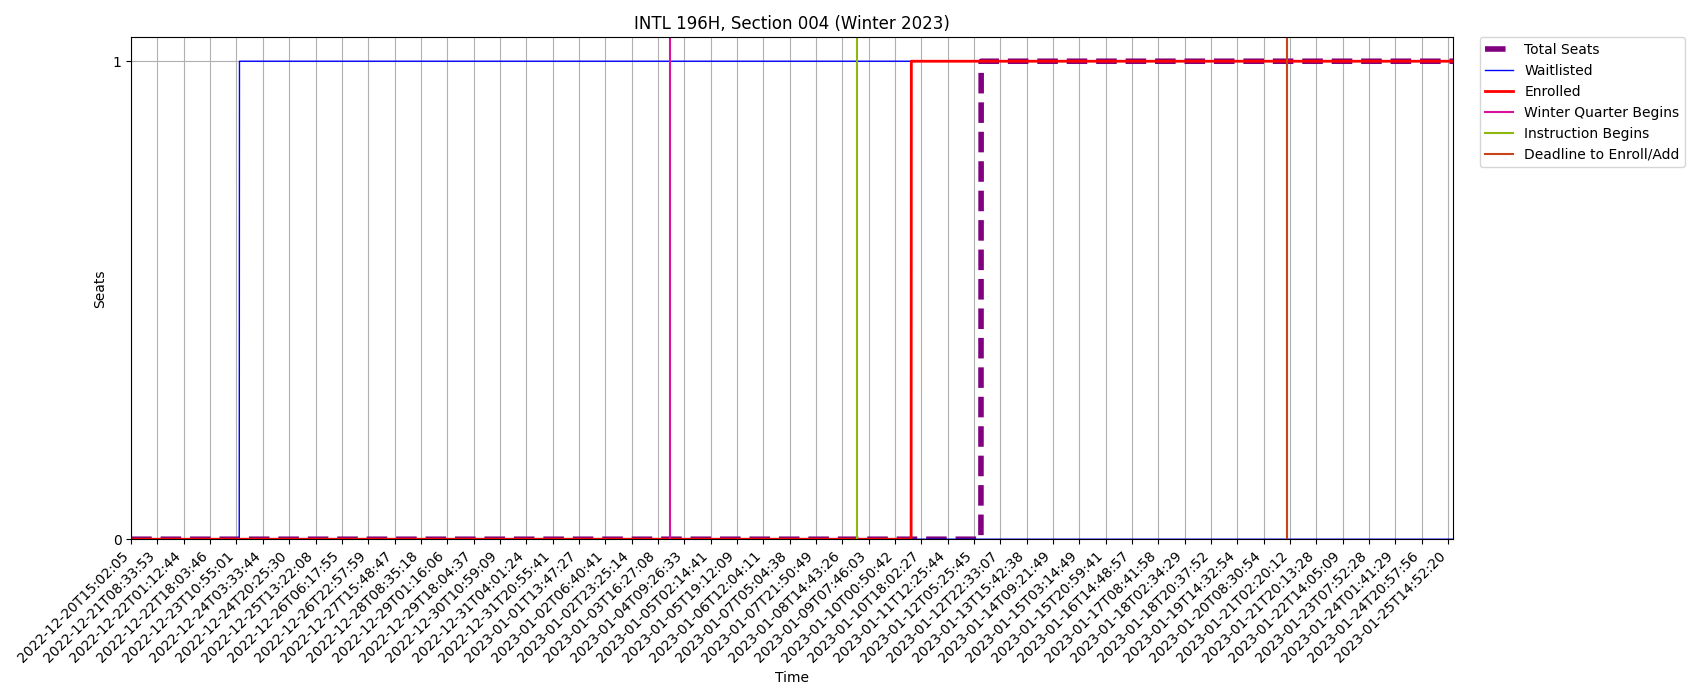 INTL 196H, Section 004 (Winter 2023)
Total Seats
Waitlisted
Enrolled
Winter Quarter Begins
Instruction Begins
Deadline to Enroll/Add
1
0
Seats
2022-12-20T15:02:05
2022-12-21T08:33:53
2022-12-22T01:12:44
2022-12-22T18:03:46
2022-12-23T10:55:01
2022-12-24T03:33:44
2022-12-24T20:25:30
2022-12-25T13:22:08
2022-12-26T06:17:55
2022-12-26T22:57:59
2022-12-27T15:48:47
2022-12-28T08:35:18
2022-12-29T01:16:06
2022-12-29T18:04:37
2022-12-30T10:59:09
2022-12-31T04:01:24
2022-12-31T20:55:41
2023-01-01T13:47:27
2023-01-02T06:40:41
2023-01-02T23:25:14
2023-01-03T16:27:08
2023-01-04T09:26:33
2023-01-05T02:14:41
2023-01-05T19:12:09
2023-01-06T12:04:11
2023-01-07T05:04:38
2023-01-07T21:50:49
2023-01-08T14:43:26
2023-01-09T07:46:03
2023-01-10T00:50:42
2023-01-10T18:02:27
2023-01-11T11:25:44
2023-01-12T05:25:45
2023-01-12T22:33:07
2023-01-13T15:42:38
2023-01-14T09:21:49
2023-01-15T03:14:49
2023-01-15T20:59:41
2023-01-16T14:48:57
2023-01-17T08:41:58
2023-01-18T02:34:29
2023-01-18T20:37:52
2023-01-19T14:32:54
2023-01-20T08:30:54
2023-01-21T02:20:12
2023-01-21T20:13:28
2023-01-22T14:05:09
2023-01-23T07:52:28
2023-01-24T01:41:29
2023-01-24T20:57:56
2023-01-25T14:52:20
Time